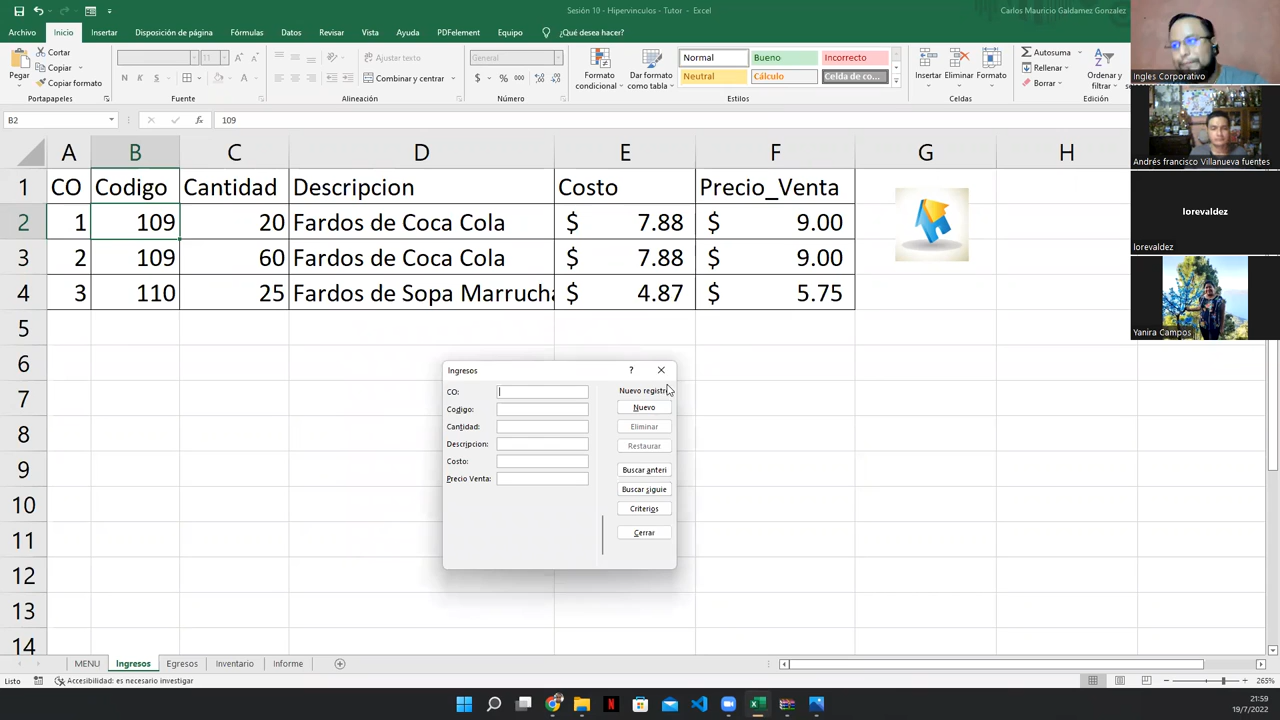 Sesión 10 - Hipervinculos - Tutor - Excel
Carlos Mauricio Galdamez Gonzalez
Archivo Inicio Insertar Disposición de página Fórmulas Datos Revisar Vista Ayuda PDFelement Equipo ¿Qué desea hacer?
Pegar
Cortar
Copiar
Copiar formato
Portapapeles
11
N K S
Fuente
Ajustar texto
Combinar y centrar
Alineación
General
$ % 000
Número
Formato condicional
Dar formato como tabla
Normal Bueno Incorrecto
Neutral Cálculo Celda de co...
Estilos
Insertar Eliminar Formato
Celdas
Autosuma
Rellenar
Borrar
Ordenar y filtrar
Edición
B2 fx 109
A B C D E F G H
1 CO Codigo Cantidad Descripcion Costo Precio_Venta
2 1 109 20 Fardos de Coca Cola $ 7.88 $ 9.00
3 2 109 60 Fardos de Coca Cola $ 7.88 $ 9.00
4 3 110 25 Fardos de Sopa Marrucha $ 4.87 $ 5.75
5
6
7
8
9
10
11
12
13
14
Ingresos ?
CO:
Codigo:
Cantidad:
Descripcion:
Costo:
Precio Venta:
Nuevo registro
Nuevo
Eliminar
Restaurar
Buscar anteri
Buscar siguie
Criterios
Cerrar
Ingles Corporativo
Andrés francisco Villanueva fuentes
lorevaldez
lorevaldez
Yanira Campos
MENU Ingresos Egresos Inventario Informe
Listo Accesibilidad: es necesario investigar 265%
21:59
19/7/2022